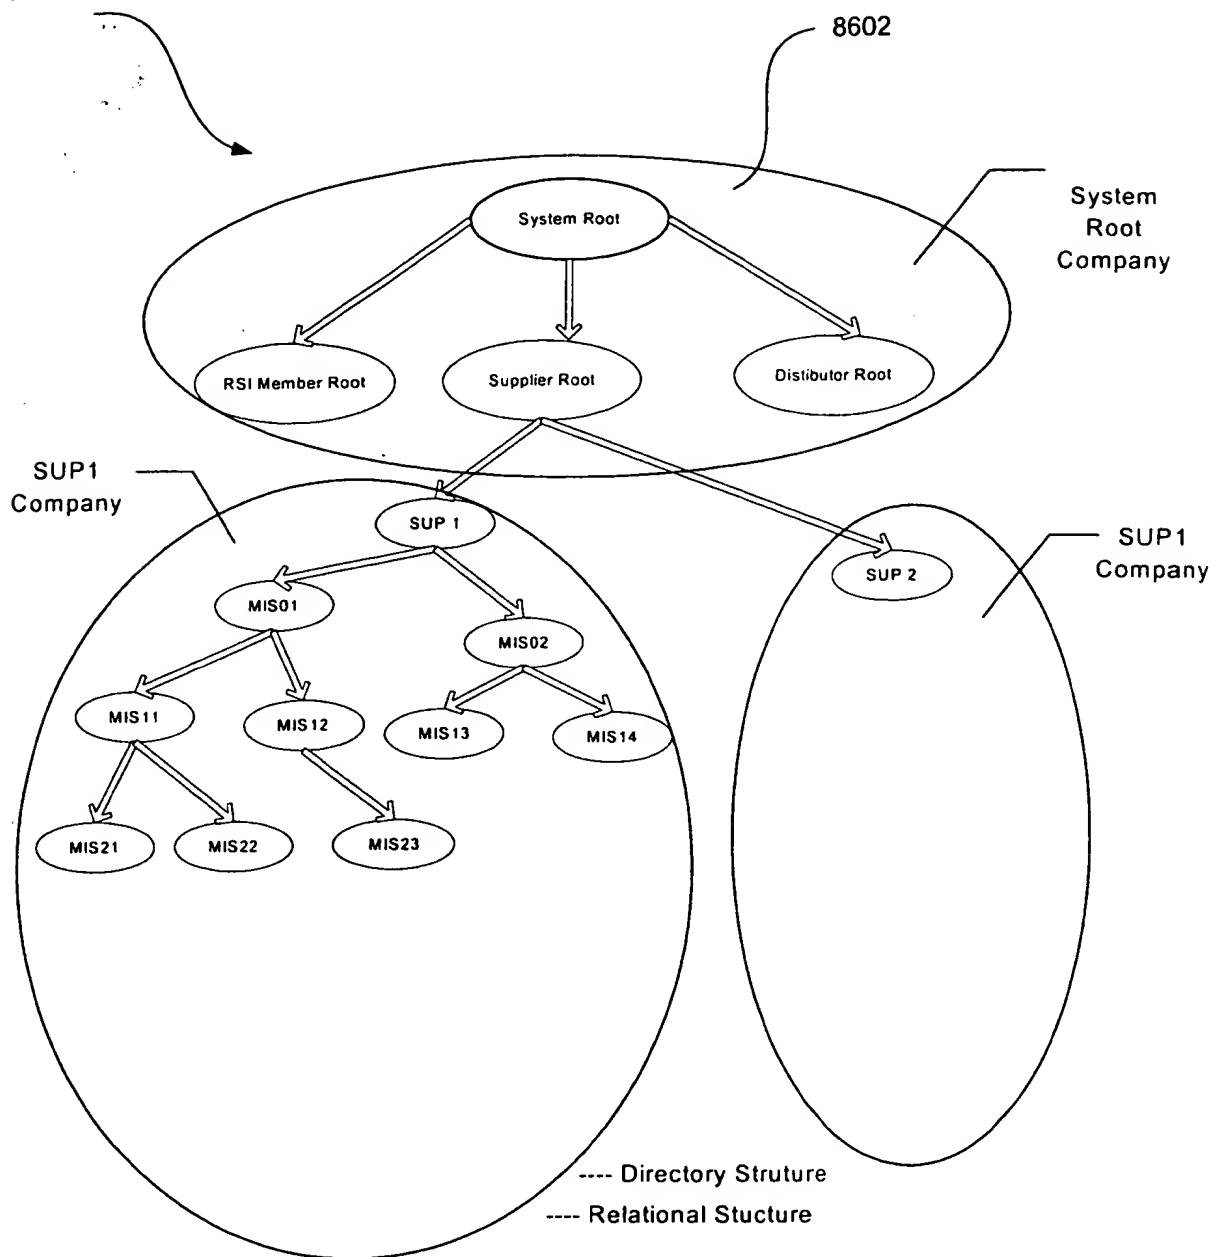 8602
System Root
System
Root
Company
RSI Member Root
Supplier Root
Distibutor Root
SUP1
Company
SUP 1
SUP 2
SUP1
Company
MIS01
MIS02
MIS11
MIS12
MIS13
MIS14
MIS21
MIS22
MIS23
---- Directory Struture
---- Relational Stucture